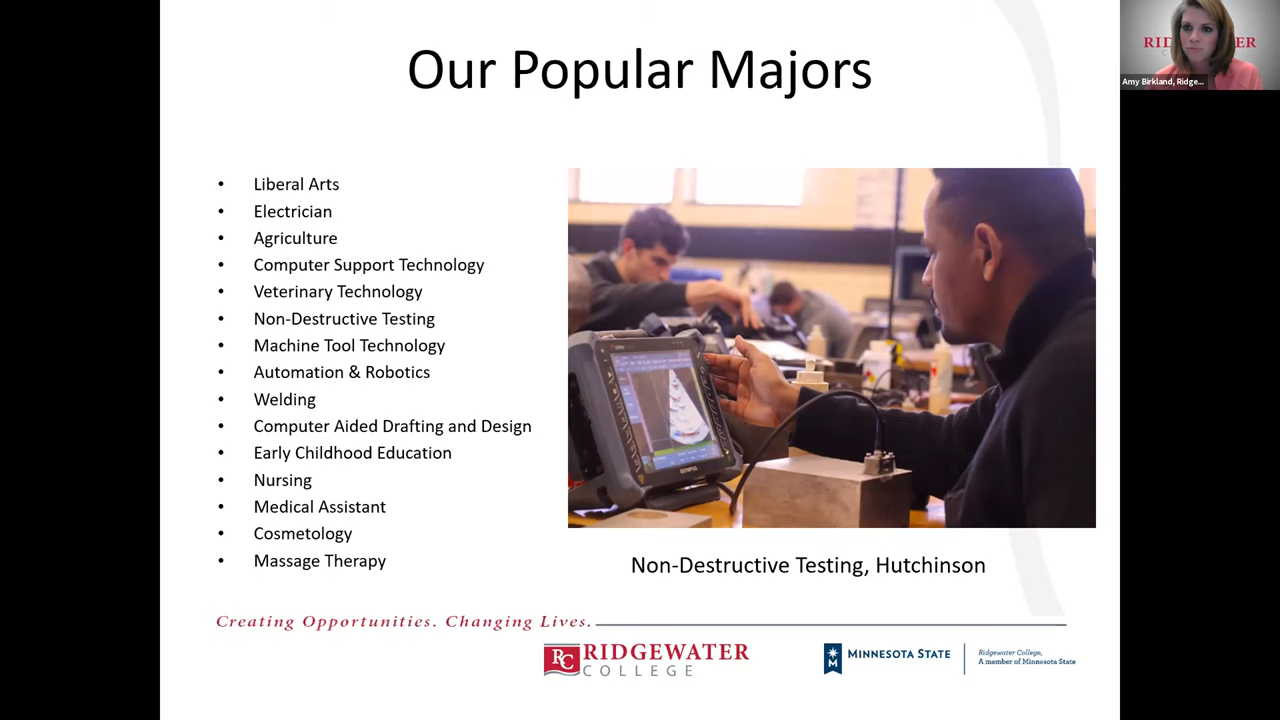 Our Popular Majors
RID ER
Amy Birkland, Ridge...
• Liberal Arts
• Electrician
• Agriculture
• Computer Support Technology
• Veterinary Technology
• Non-Destructive Testing
• Machine Tool Technology
• Automation & Robotics
• Welding
• Computer Aided Drafting and Design
• Early Childhood Education
• Nursing
• Medical Assistant
• Cosmetology
• Massage Therapy
OLYMPUS
Non-Destructive Testing, Hutchinson
Creating Opportunities. Changing Lives.
RC RIDGEWATER
COLLEGE
M MINNESOTA STATE
Ridgewater College,
A member of Minnesota State